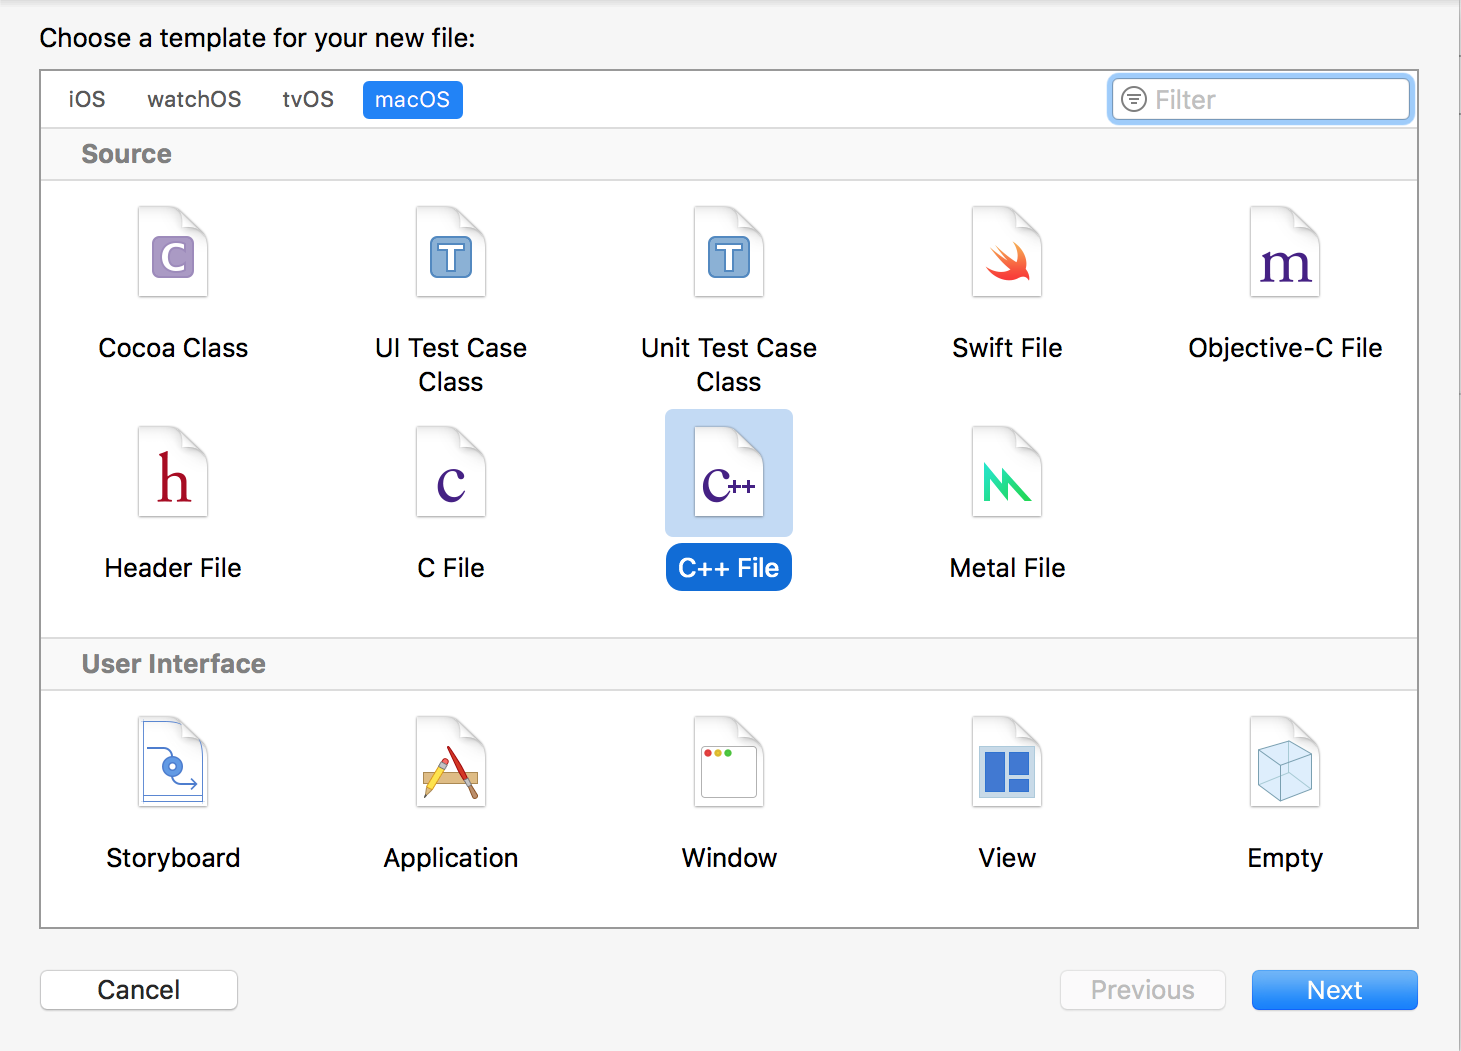 Choose a template for your new file:
iOS watchOS tvOS macOS Filter
Source
C T T m
Cocoa Class UI Test Case Class Unit Test Case Class Swift File Objective-C File
h c C++
Header File C File C++ File Metal File
User Interface
Storyboard Application Window View Empty
Cancel Previous Next